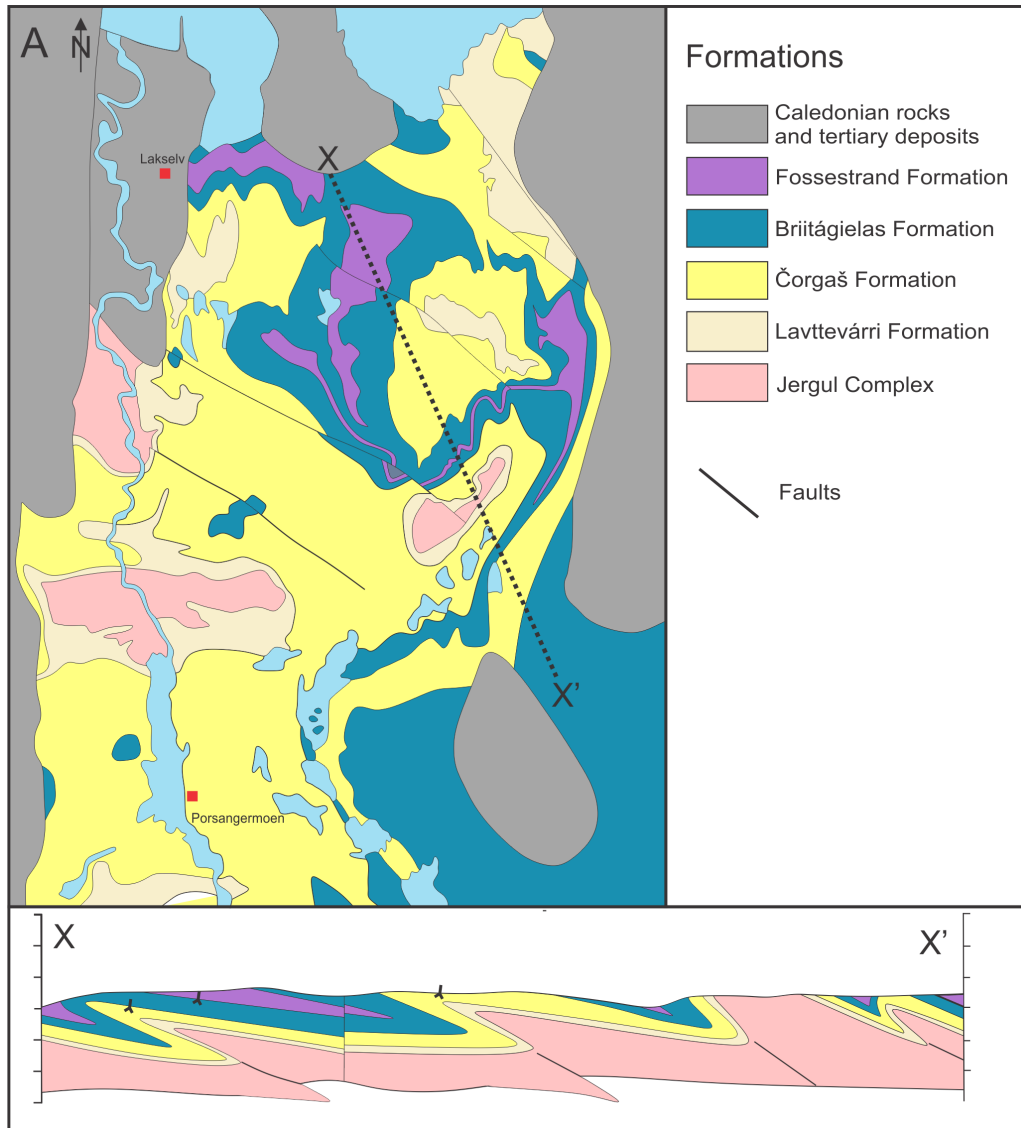 A
N
Lakselv
X
X’
Porsangermoen
Formations
Caledonian rocks
and tertiary deposits
Fossestrand Formation
Briitágielas Formation
Čorgaš Formation
Lavttevárri Formation
Jergul Complex
Faults
X
X’